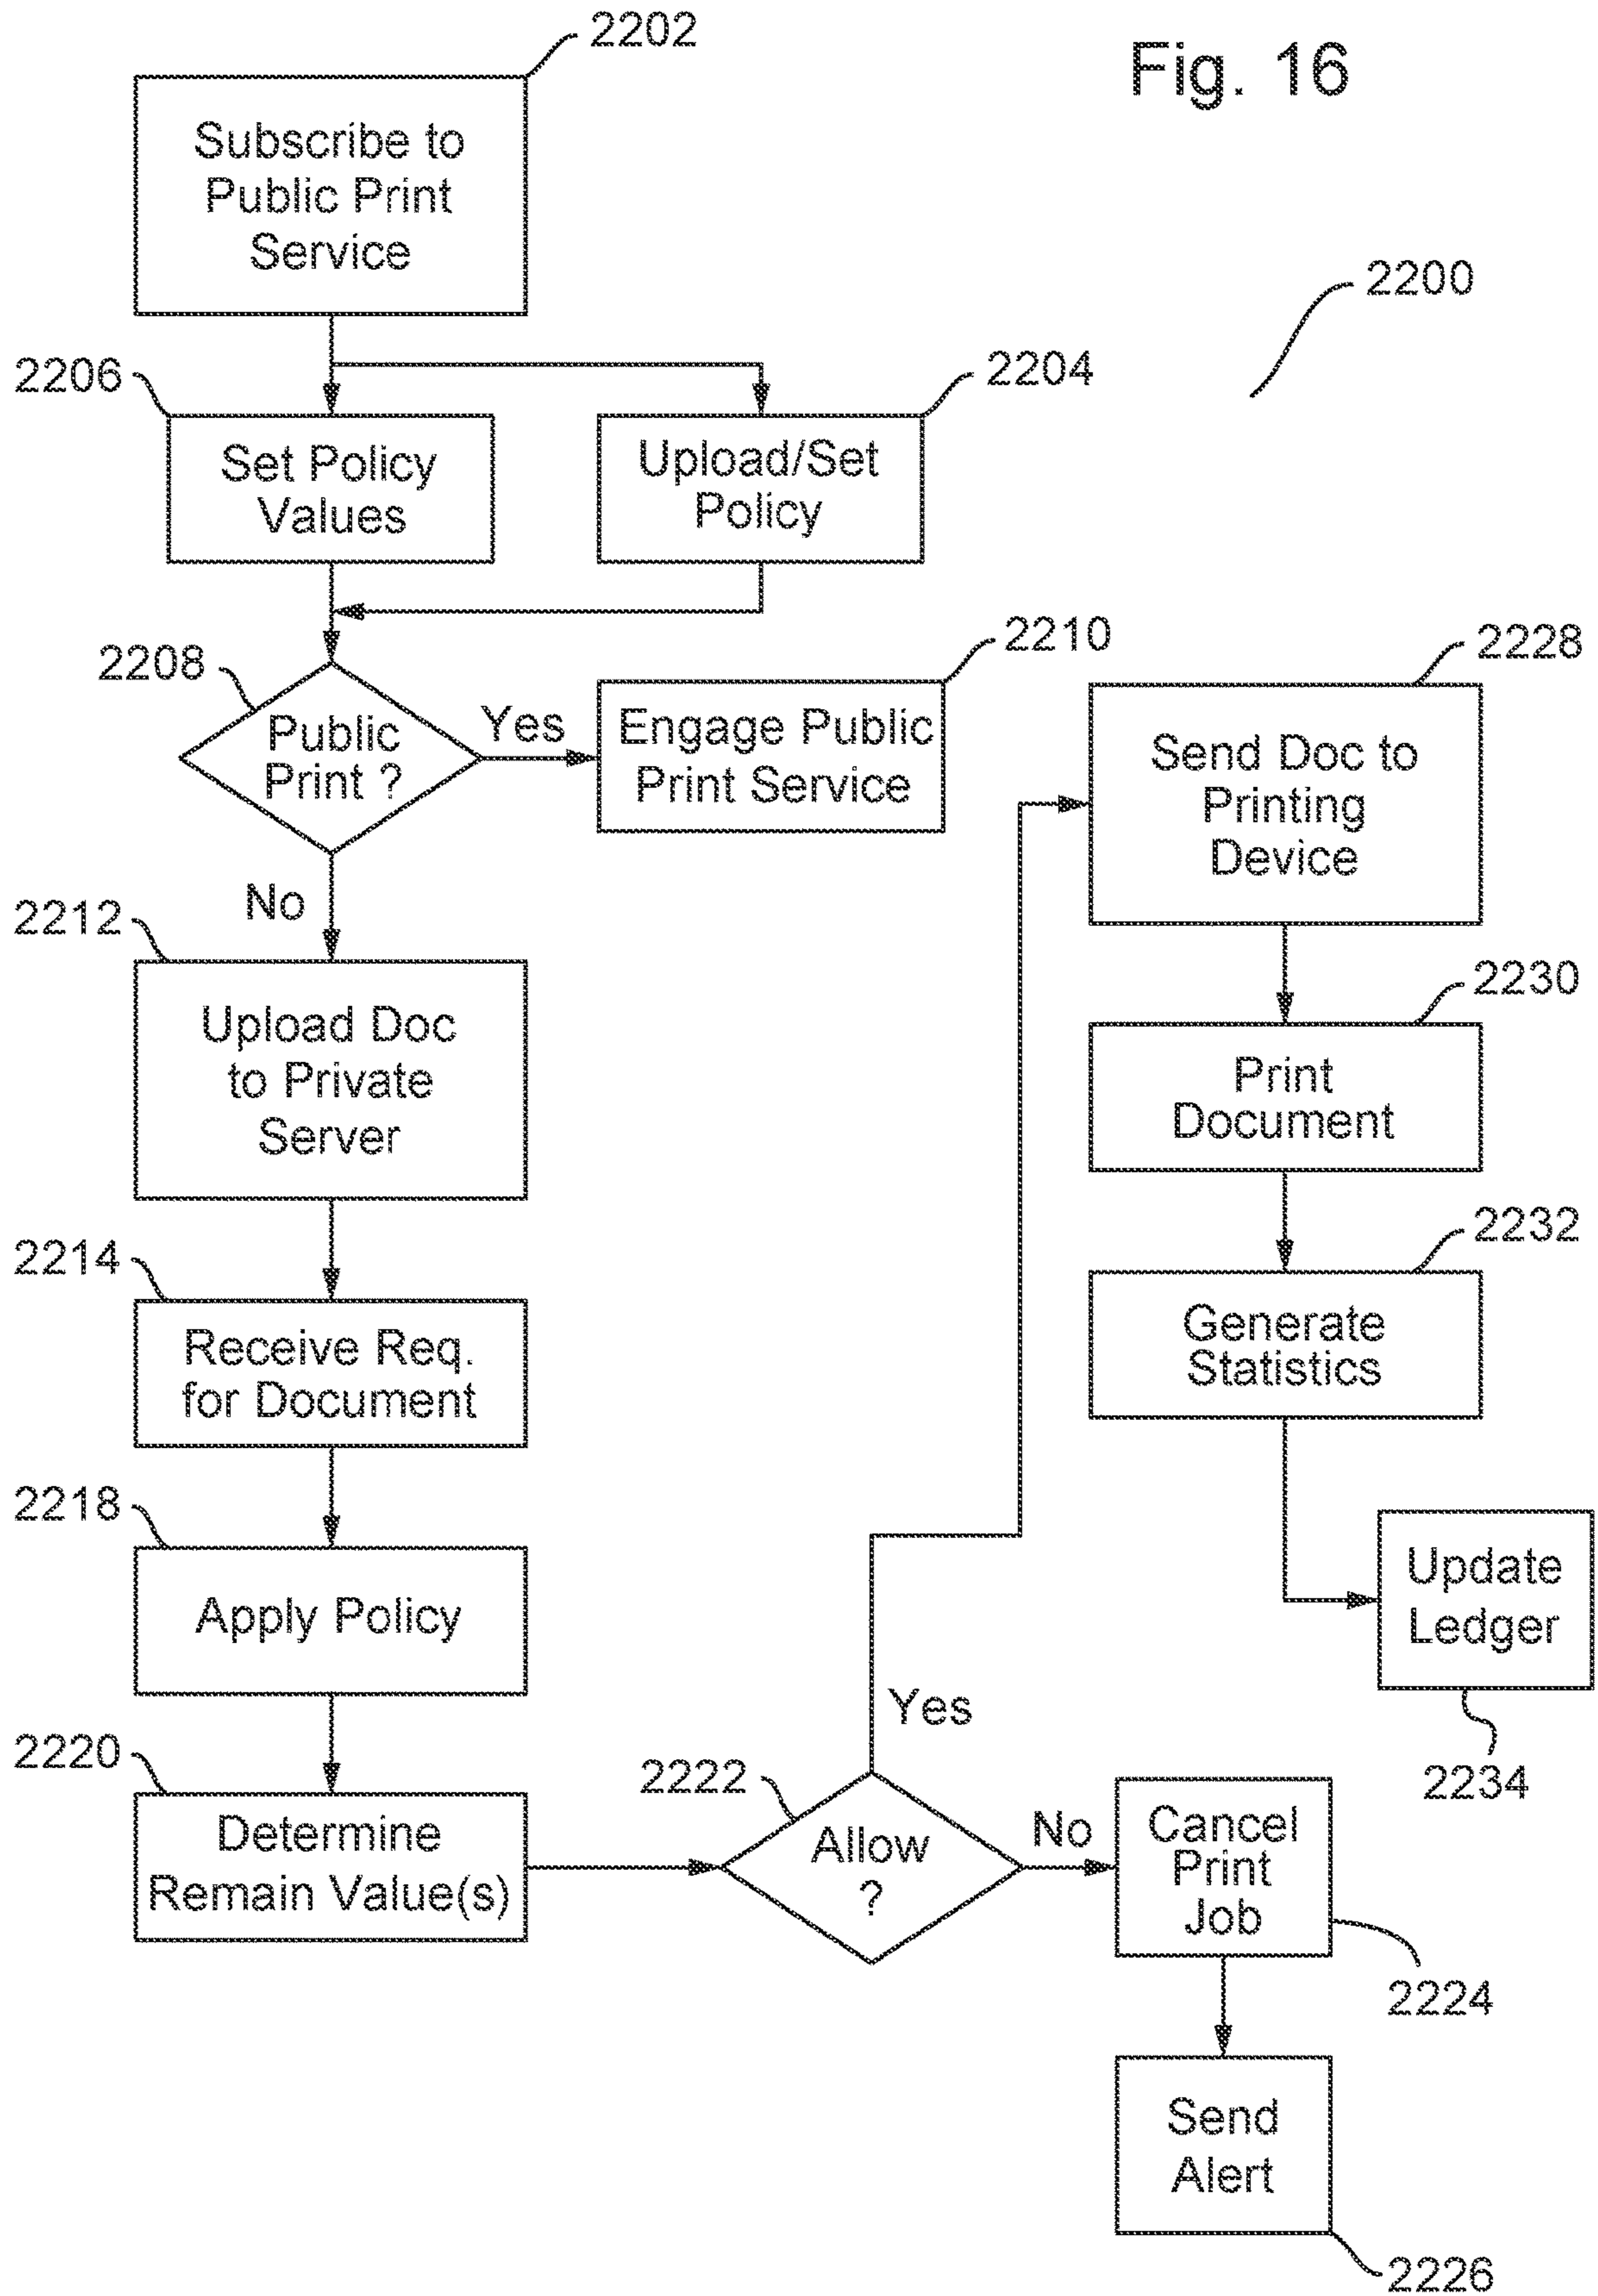 Fig. 16
2202
Subscribe to
Public Print
Service
2200
2206
Set Policy
Values
2204
Upload/Set
Policy
2208
Public
Print ?
Yes
2210
Engage Public
Print Service
No
2212
Upload Doc
to Private
Server
2214
Receive Req.
for Document
2218
Apply Policy
2220
Determine
Remain Value(s)
2222
Allow
?
Yes
No
Cancel
Print
Job
2224
Send
Alert
2226
2228
Send Doc to
Printing
Device
2230
Print
Document
2232
Generate
Statistics
Update
Ledger
2234